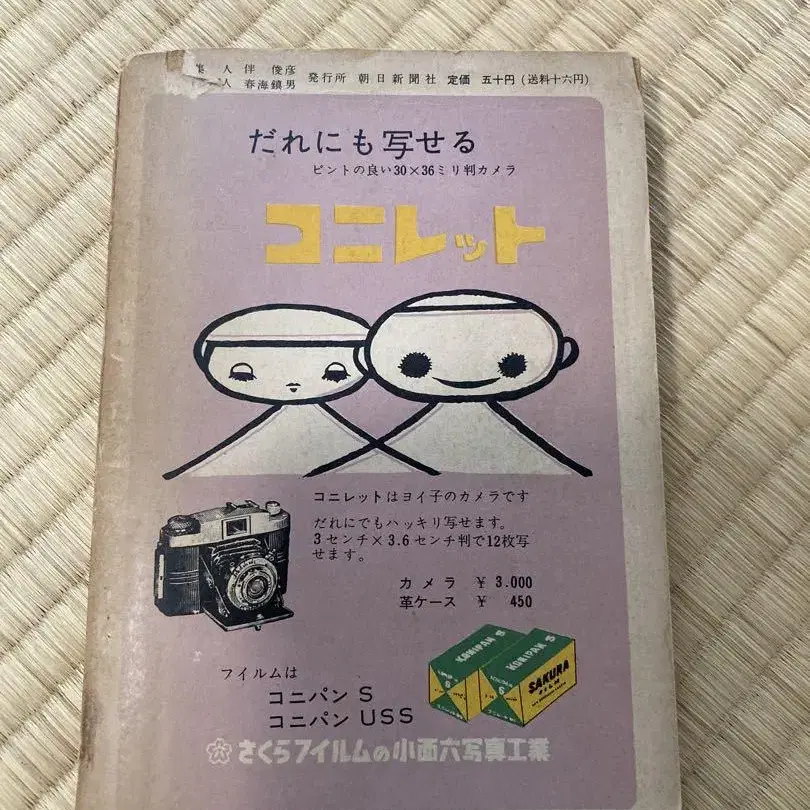 人 伴 俊彦
人 春海鎮男
発行所 朝日新聞社 定価 五十円(送料十六円)
だれにも写せる
ピントの良い30×36ミリ判カメラ
コニレット
コニレットはヨイ子のカメラです
だれにでもハッキリ写せます。
3センチ×3.6センチ判で12枚写
せます。
カメラ ¥ 3.000
革ケース ¥ 450
KONIPAN S
KONIPAN S
6
6
SAKURA
FILM
フイルムは
コニパン S
コニパン USS
さくらフイルムの小西六写真工業